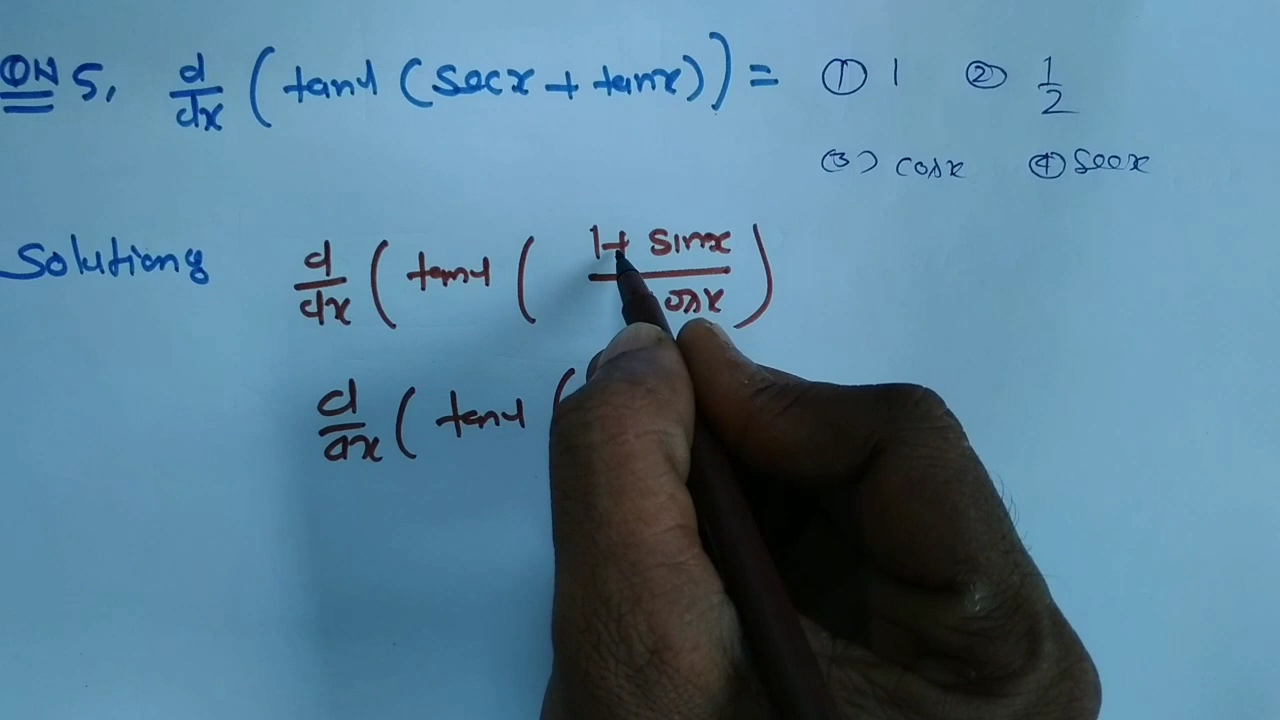 QN 5. d/dx (tan⁻¹ (secx + tanx)) = ① 1 ② 1/2
③ cosx ④ secx
Solution: d/dx (tan⁻¹ ( 1+ sinx / cosx )
d/dx ( tan⁻¹ (